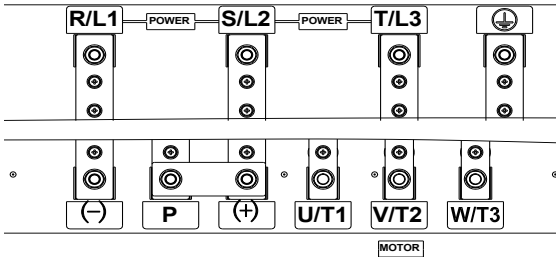 R/L1 POWER S/L2 POWER T/L3
(-) P (+) U/T1 V/T2 W/T3
MOTOR